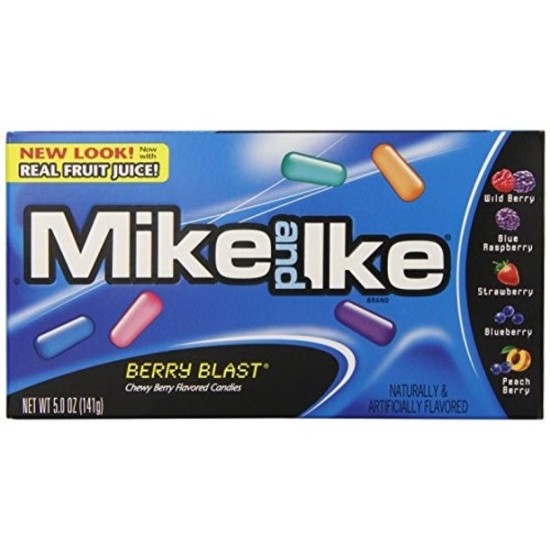 NEW LOOK! Now with
REAL FRUIT JUICE!
Mike and Ike®
BRAND
BERRY BLAST®
Chewy Berry Flavored Candies
NET WT 5.0 OZ (141g)
NATURALLY &
ARTIFICIALLY FLAVORED
Wild Berry
Blue
Raspberry
Strawberry
Blueberry
Peach
Berry